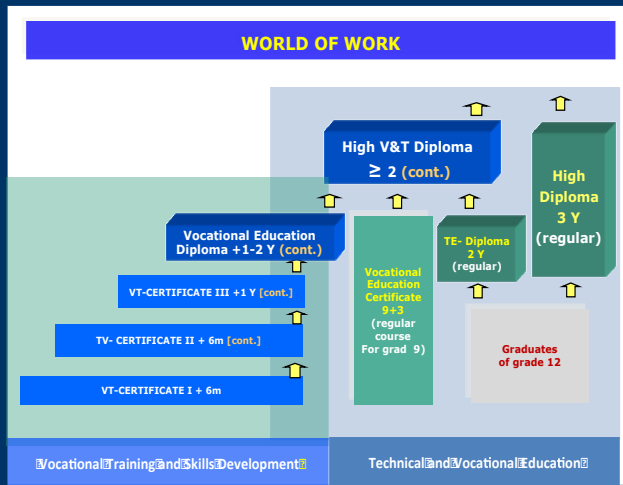 WORLD OF WORK
High V&T Diploma
≥ 2 (cont.)
High
Diploma
3 Y
(regular)
Vocational Education
Diploma +1-2 Y (cont.)
TE- Diploma
2 Y
(regular)
Vocational
Education
Certificate
9+3
(regular
course
For grad 9)
VT-CERTIFICATE III +1 Y [cont.]
TV- CERTIFICATE II + 6m [cont.]
VT-CERTIFICATE I + 6m
Graduates
of grade 12
Vocational Training and Skills Development
Technical and Vocational Education